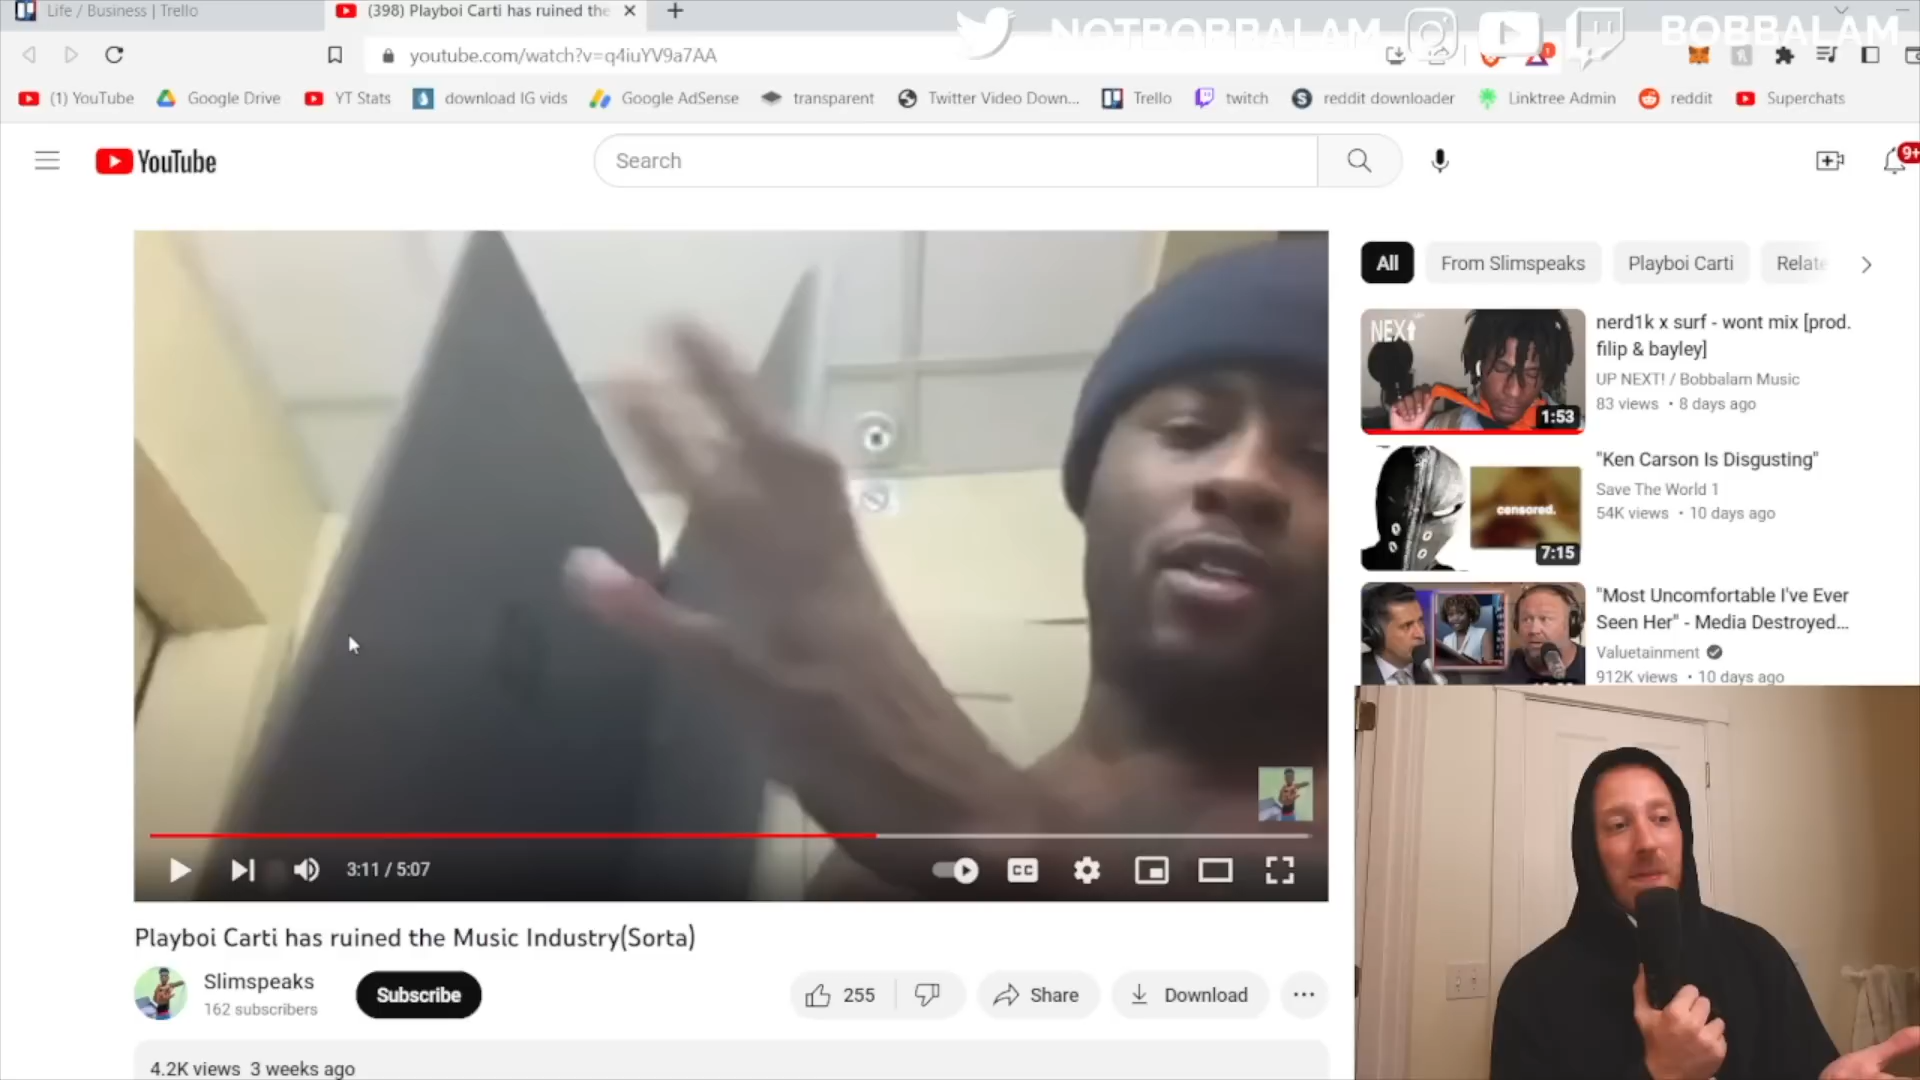 Life / Business | Trello
(398) Playboi Carti has ruined the
NOTBOBBALAM
BOBBALAM
youtube.com/watch?v=q4iuYV9a7AA
1
(1) YouTube
Google Drive
YT Stats
download IG vids
Google AdSense
transparent
Twitter Video Down...
Trello
twitch
reddit downloader
Linktree Admin
reddit
Superchats
YouTube
Search
9+
All
From Slimspeaks
Playboi Carti
Relate
NEXt
1:53
nerd1k x surf - wont mix [prod.
filip & bayley]
UP NEXT! / Bobbalam Music
83 views • 8 days ago
censored.
7:15
"Ken Carson Is Disgusting"
Save The World 1
54K views • 10 days ago
"Most Uncomfortable I've Ever
Seen Her" - Media Destroyed...
Valuetainment
912K views • 10 days ago
3:11 / 5:07
CC
Playboi Carti has ruined the Music Industry(Sorta)
Slimspeaks
162 subscribers
Subscribe
255
Share
Download
4.2K views 3 weeks ago